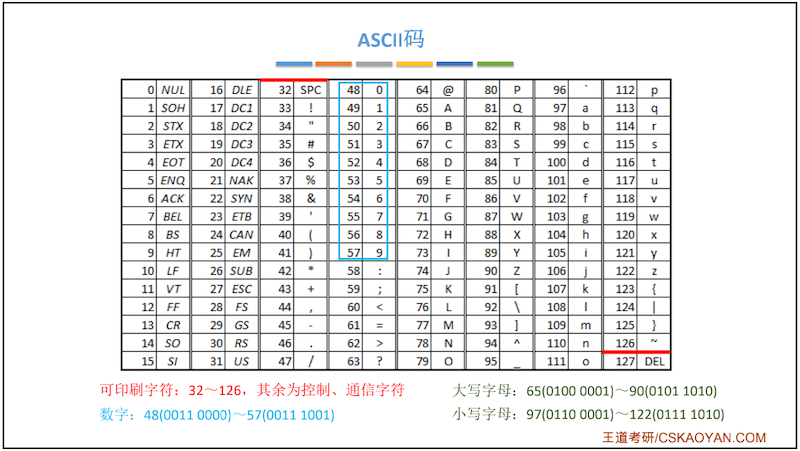 ASCII码
0 NUL 16 DLE 32 SPC 48 0 64 @ 80 P 96 ` 112 p
1 SOH 17 DC1 33 ! 49 1 65 A 81 Q 97 a 113 q
2 STX 18 DC2 34 " 50 2 66 B 82 R 98 b 114 r
3 ETX 19 DC3 35 # 51 3 67 C 83 S 99 c 115 s
4 EOT 20 DC4 36 $ 52 4 68 D 84 T 100 d 116 t
5 ENQ 21 NAK 37 % 53 5 69 E 85 U 101 e 117 u
6 ACK 22 SYN 38 & 54 6 70 F 86 V 102 f 118 v
7 BEL 23 ETB 39 ' 55 7 71 G 87 W 103 g 119 w
8 BS 24 CAN 40 ( 56 8 72 H 88 X 104 h 120 x
9 HT 25 EM 41 ) 57 9 73 I 89 Y 105 i 121 y
10 LF 26 SUB 42 * 58 : 74 J 90 Z 106 j 122 z
11 VT 27 ESC 43 + 59 ; 75 K 91 [ 107 k 123 {
12 FF 28 FS 44 , 60 < 76 L 92 \ 108 l 124 |
13 CR 29 GS 45 - 61 = 77 M 93 ] 109 m 125 }
14 SO 30 RS 46 . 62 > 78 N 94 ^ 110 n 126 ~
15 SI 31 US 47 / 63 ? 79 O 95 _ 111 o 127 DEL
可印刷字符：32～126，其余为控制、通信字符
大写字母：65(0100 0001)～90(0101 1010)
数字：48(0011 0000)～57(0011 1001)
小写字母：97(0110 0001)～122(0111 1010)
王道考研/CSKAOYAN.COM